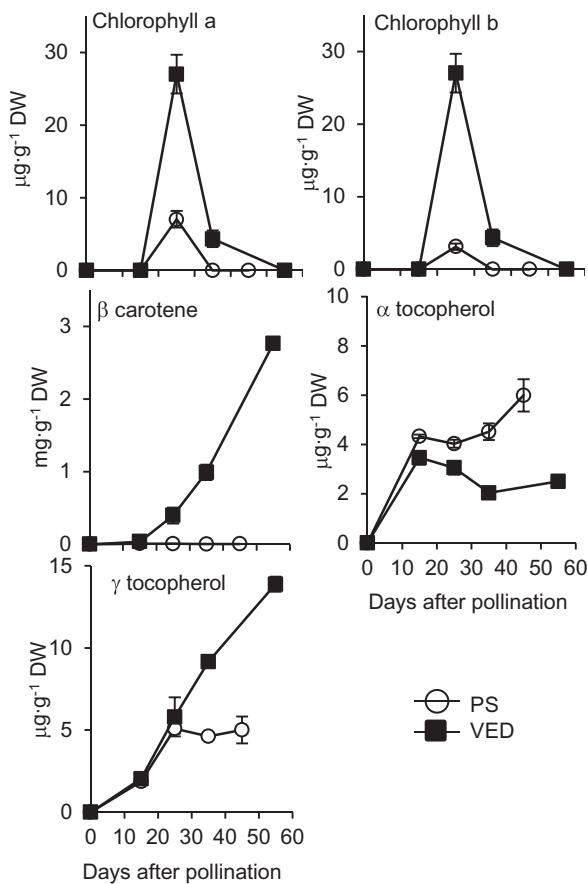 Chlorophyll a
µg·g⁻¹ DW
30
20
10
0
Chlorophyll b
µg·g⁻¹ DW
30
20
10
0
β carotene
mg·g⁻¹ DW
3
2
1
0
α tocopherol
µg·g⁻¹ DW
10
8
6
4
2
0
0 10 20 30 40 50 60
Days after pollination
γ tocopherol
µg·g⁻¹ DW
15
10
5
0
0 10 20 30 40 50 60
Days after pollination
PS
VED